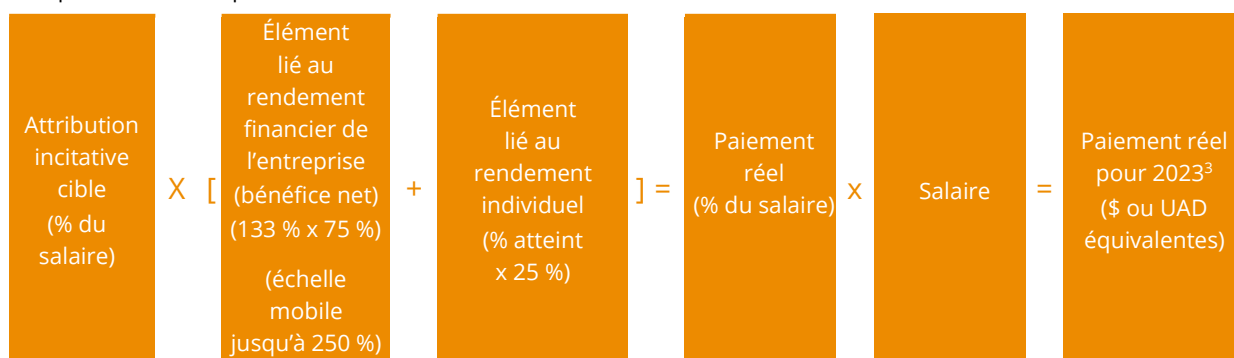 Attribution
incitative
cible
(% du
salaire)
X
[
Élément
lié au
rendement
financier de
l’entreprise
(bénéfice net)
(133 % x 75 %)
(échelle
mobile
jusqu’à 250 %)
+
Élément
lié au
rendement
individuel
(% atteint
x 25 %)
] =
Paiement
réel
(% du salaire)
x
Salaire
=
Paiement réel
pour 2023³
($ ou UAD
équivalentes)